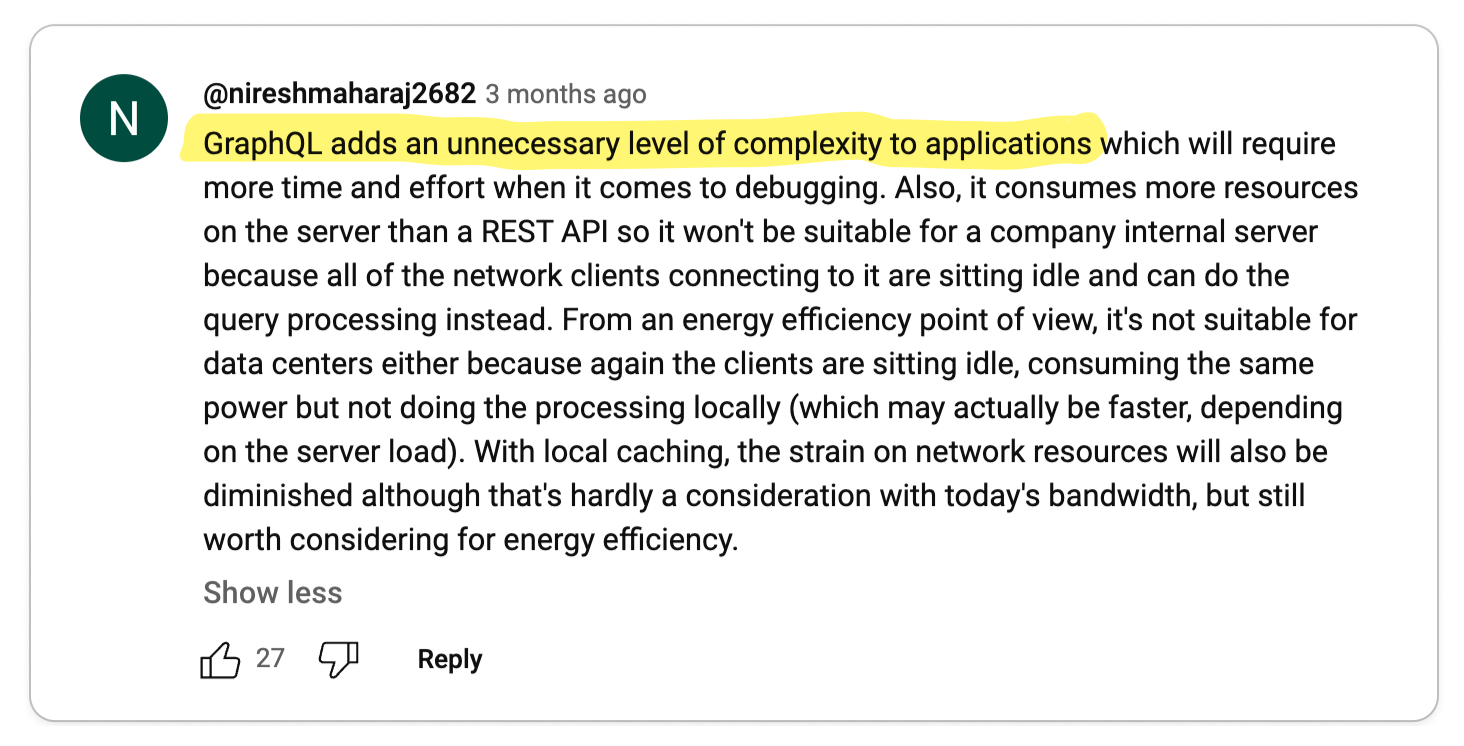 N
@nireshmaharaj2682 3 months ago
GraphQL adds an unnecessary level of complexity to applications which will require
more time and effort when it comes to debugging. Also, it consumes more resources
on the server than a REST API so it won't be suitable for a company internal server
because all of the network clients connecting to it are sitting idle and can do the
query processing instead. From an energy efficiency point of view, it's not suitable for
data centers either because again the clients are sitting idle, consuming the same
power but not doing the processing locally (which may actually be faster, depending
on the server load). With local caching, the strain on network resources will also be
diminished although that's hardly a consideration with today's bandwidth, but still
worth considering for energy efficiency.
Show less
27 Reply